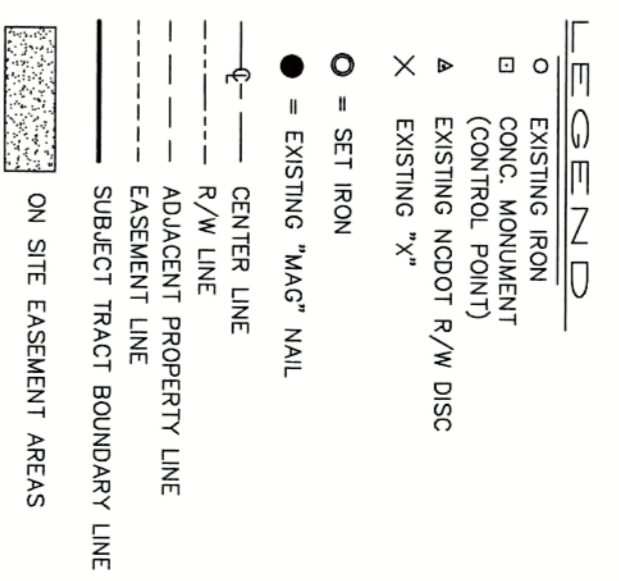 LEGEND
EXISTING IRON
CONC. MONUMENT
(CONTROL POINT)
EXISTING NCDOT R/W DISC
EXISTING "X"
= SET IRON
= EXISTING "MAG" NAIL
CL CENTER LINE
R/W LINE
ADJACENT PROPERTY LINE
EASEMENT LINE
SUBJECT TRACT BOUNDARY LINE
ON SITE EASEMENT AREAS